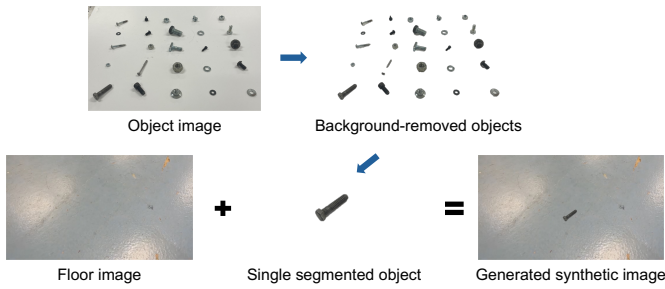 Object image
Background-removed objects
+
=
Floor image
Single segmented object
Generated synthetic image